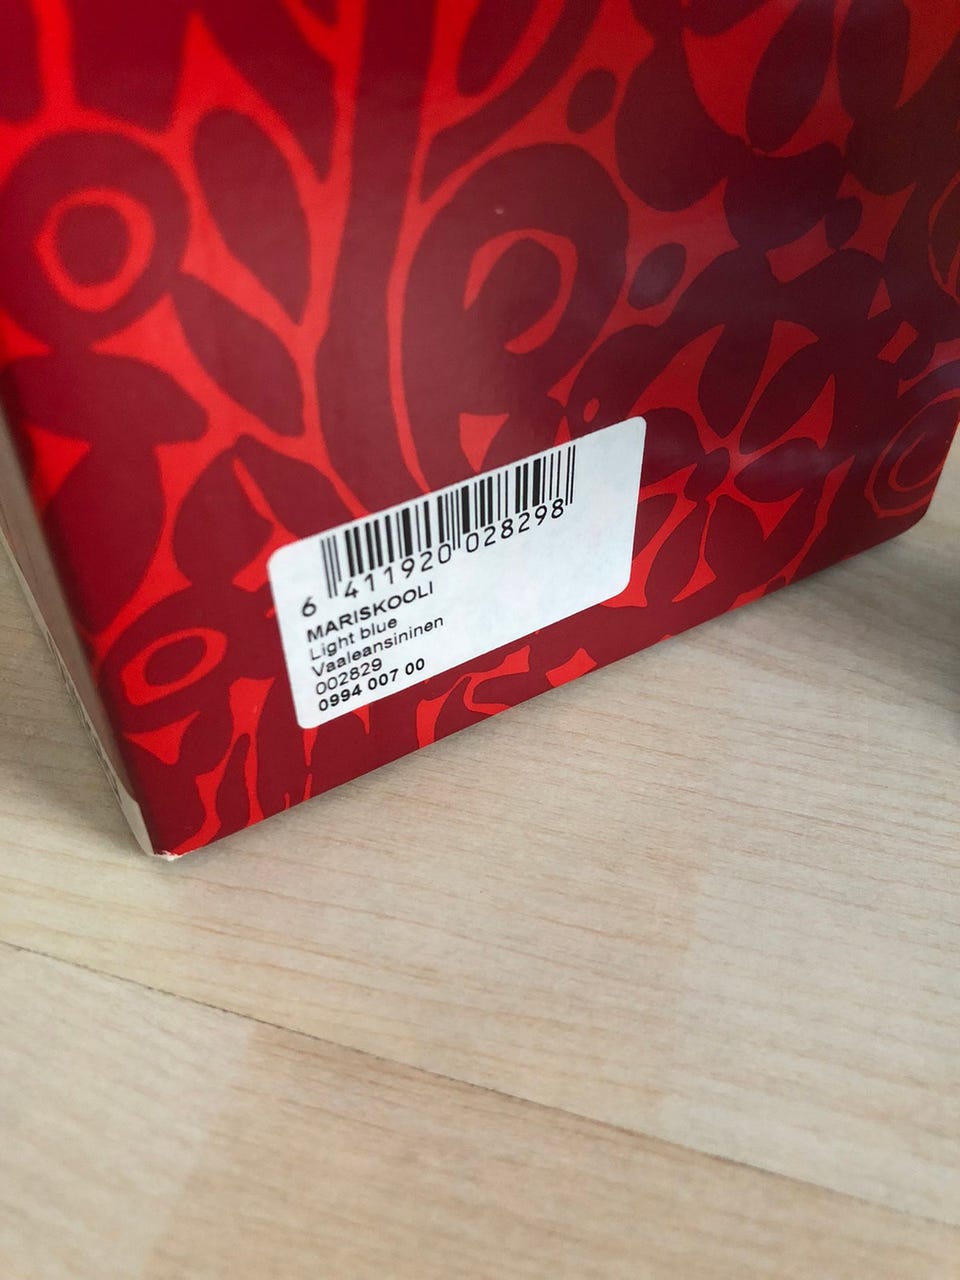 6 411920 028298
MARISKOOLI
Light blue
Vaaleansininen
002829
0994 007 00